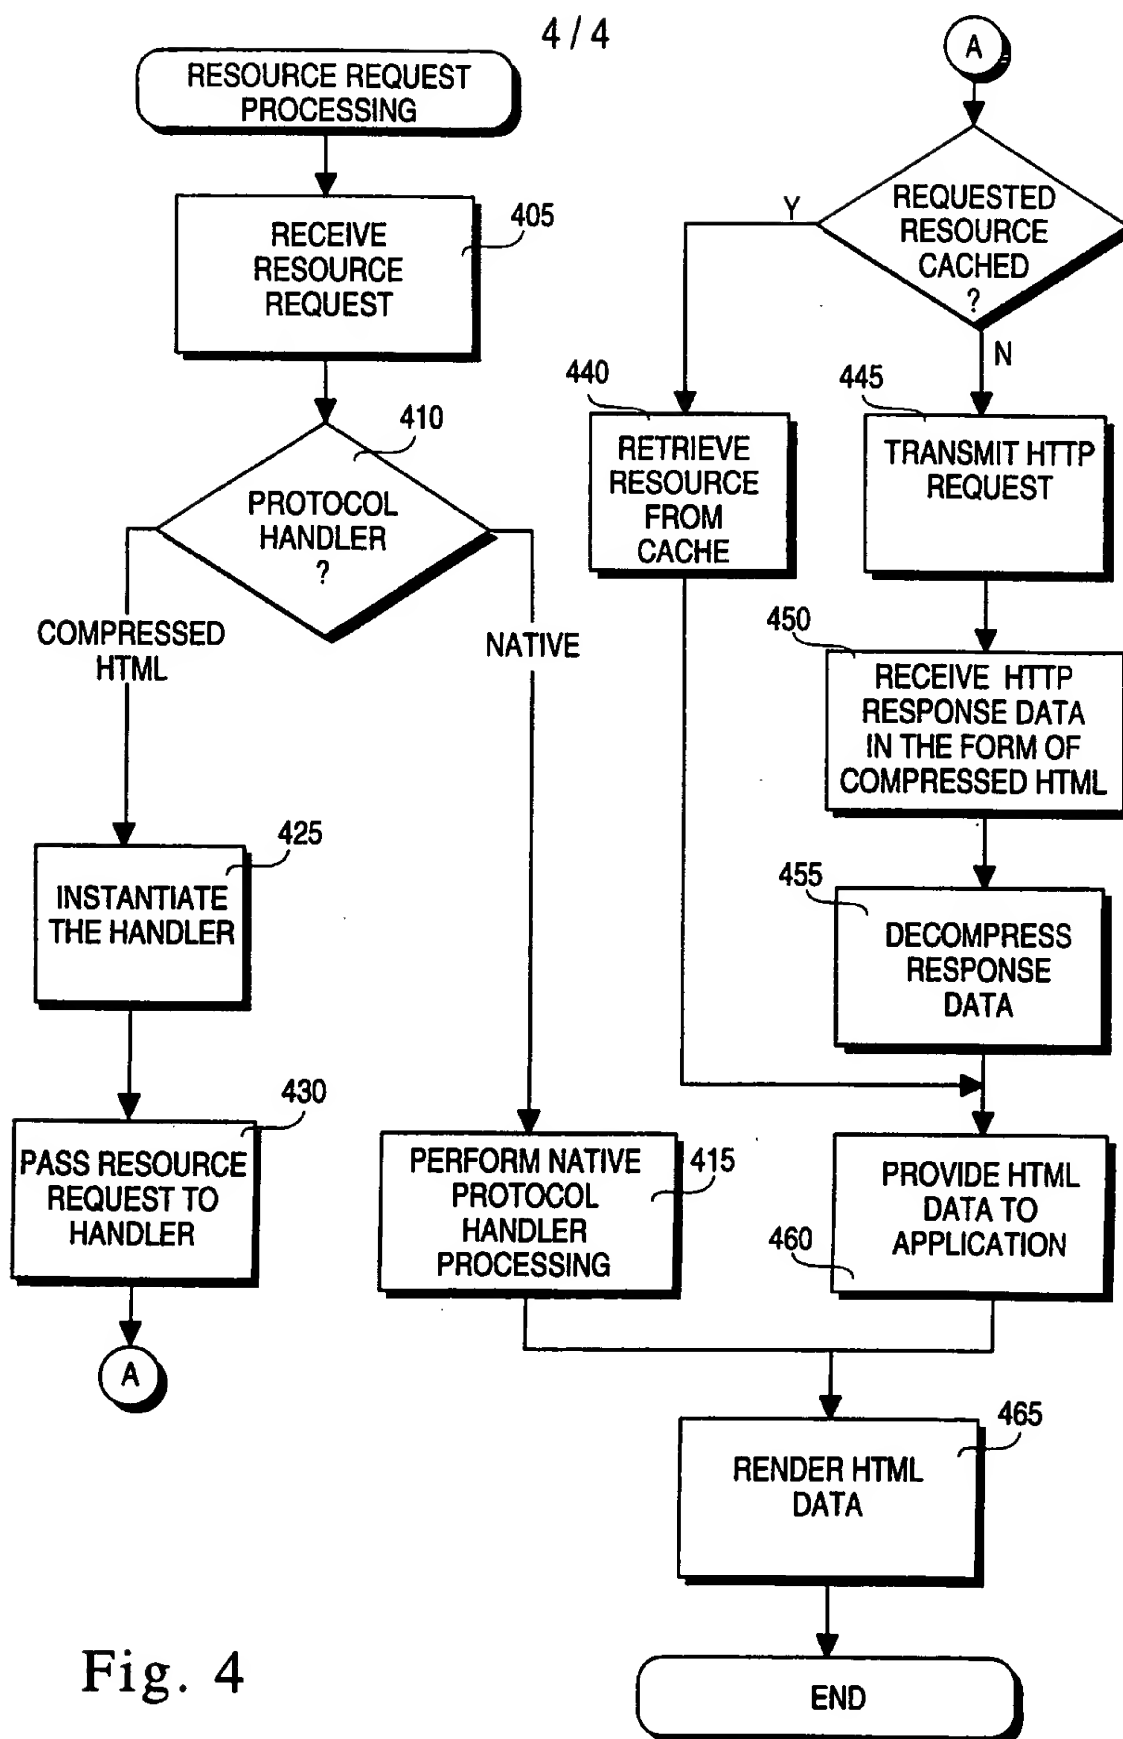 4 / 4
RESOURCE REQUEST
PROCESSING
405
RECEIVE
RESOURCE
REQUEST
410
PROTOCOL
HANDLER
?
COMPRESSED
HTML
NATIVE
425
INSTANTIATE
THE HANDLER
430
PASS RESOURCE
REQUEST TO
HANDLER
A
PERFORM NATIVE
PROTOCOL
HANDLER
PROCESSING
415
A
REQUESTED
RESOURCE
CACHED
?
Y
N
440
RETRIEVE
RESOURCE
FROM
CACHE
445
TRANSMIT HTTP
REQUEST
450
RECEIVE HTTP
RESPONSE DATA
IN THE FORM OF
COMPRESSED HTML
455
DECOMPRESS
RESPONSE
DATA
PROVIDE HTML
DATA TO
APPLICATION
460
465
RENDER HTML
DATA
END
Fig. 4